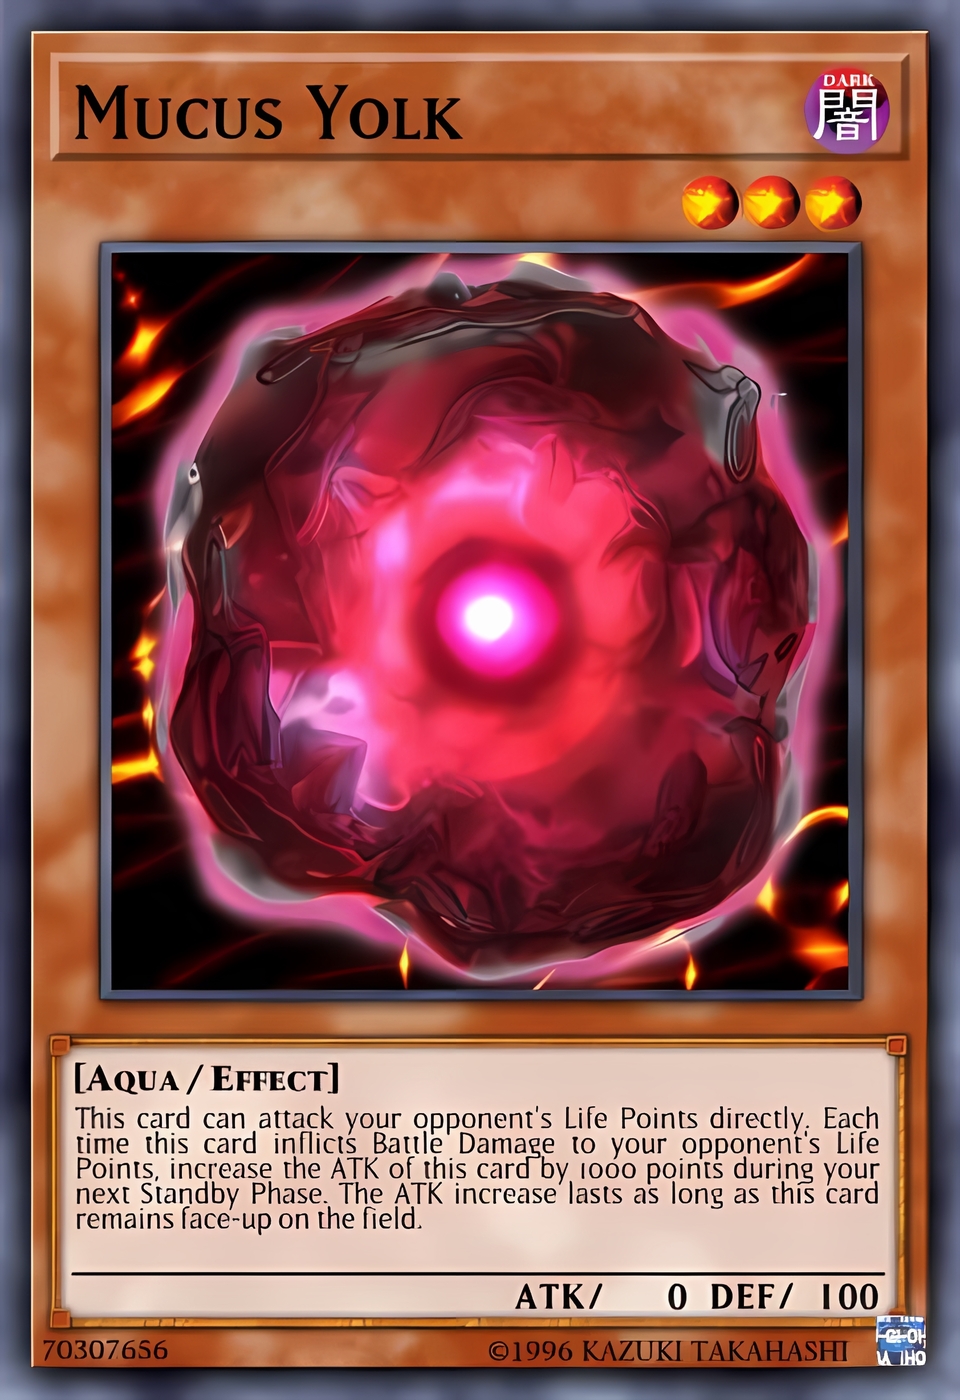 Mucus Yolk
DARK
闇
[Aqua / Effect]
This card can attack your opponent's Life Points directly. Each
time this card inflicts Battle Damage to your opponent's Life
Points, increase the ATK of this card by 1000 points during your
next Standby Phase. The ATK increase lasts as long as this card
remains face-up on the field.
ATK/ 0 DEF/ 100
70307656
©1996 KAZUKI TAKAHASHI